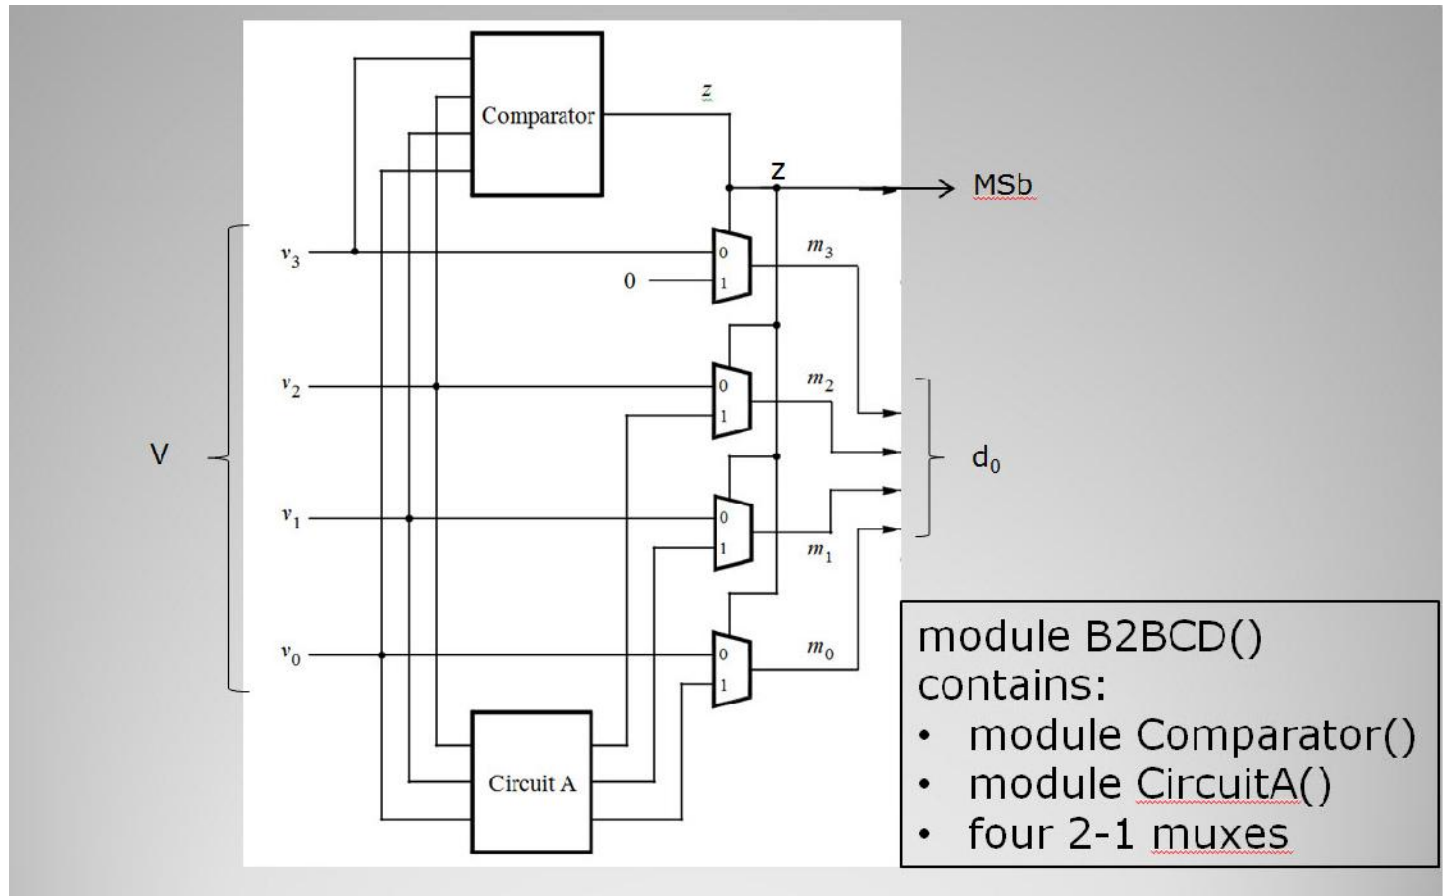 Comparator
z
z
MSb
v3
0
1
0
m3
v2
0
1
m2
V
d0
v1
0
1
m1
v0
0
1
m0
Circuit A
module B2BCD()
contains:
• module Comparator()
• module CircuitA()
• four 2-1 muxes